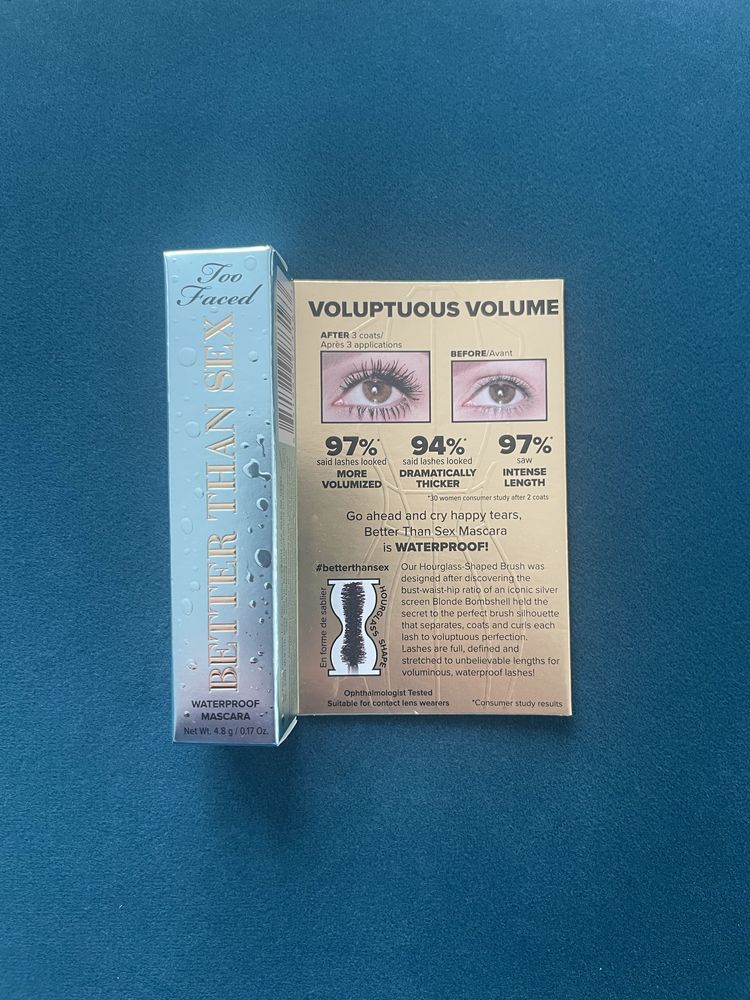 Too
Faced
BETTER THAN SEX
WATERPROOF
MASCARA
Net Wt. 4.8 g / 0.17 Oz.
VOLUPTUOUS VOLUME
AFTER 3 coats/
Après 3 applications
BEFORE/Avant
97%*
said lashes looked
MORE
VOLUMIZED
94%*
said lashes looked
DRAMATICALLY
THICKER
97%*
saw
INTENSE
LENGTH
*30 women consumer study after 2 coats
Go ahead and cry happy tears,
Better Than Sex Mascara
is WATERPROOF!
#betterthansex
En forme de sablier
HOURGLASS SHAPE
Our Hourglass-Shaped Brush was
designed after discovering the
bust-waist-hip ratio of an iconic silver
screen Blonde Bombshell held the
secret to the perfect brush silhouette
that separates, coats and curls each
lash to voluptuous perfection.
Lashes are full, defined and
stretched to unbelievable lengths for
voluminous, waterproof lashes!
Ophthalmologist Tested
Suitable for contact lens wearers
*Consumer study results